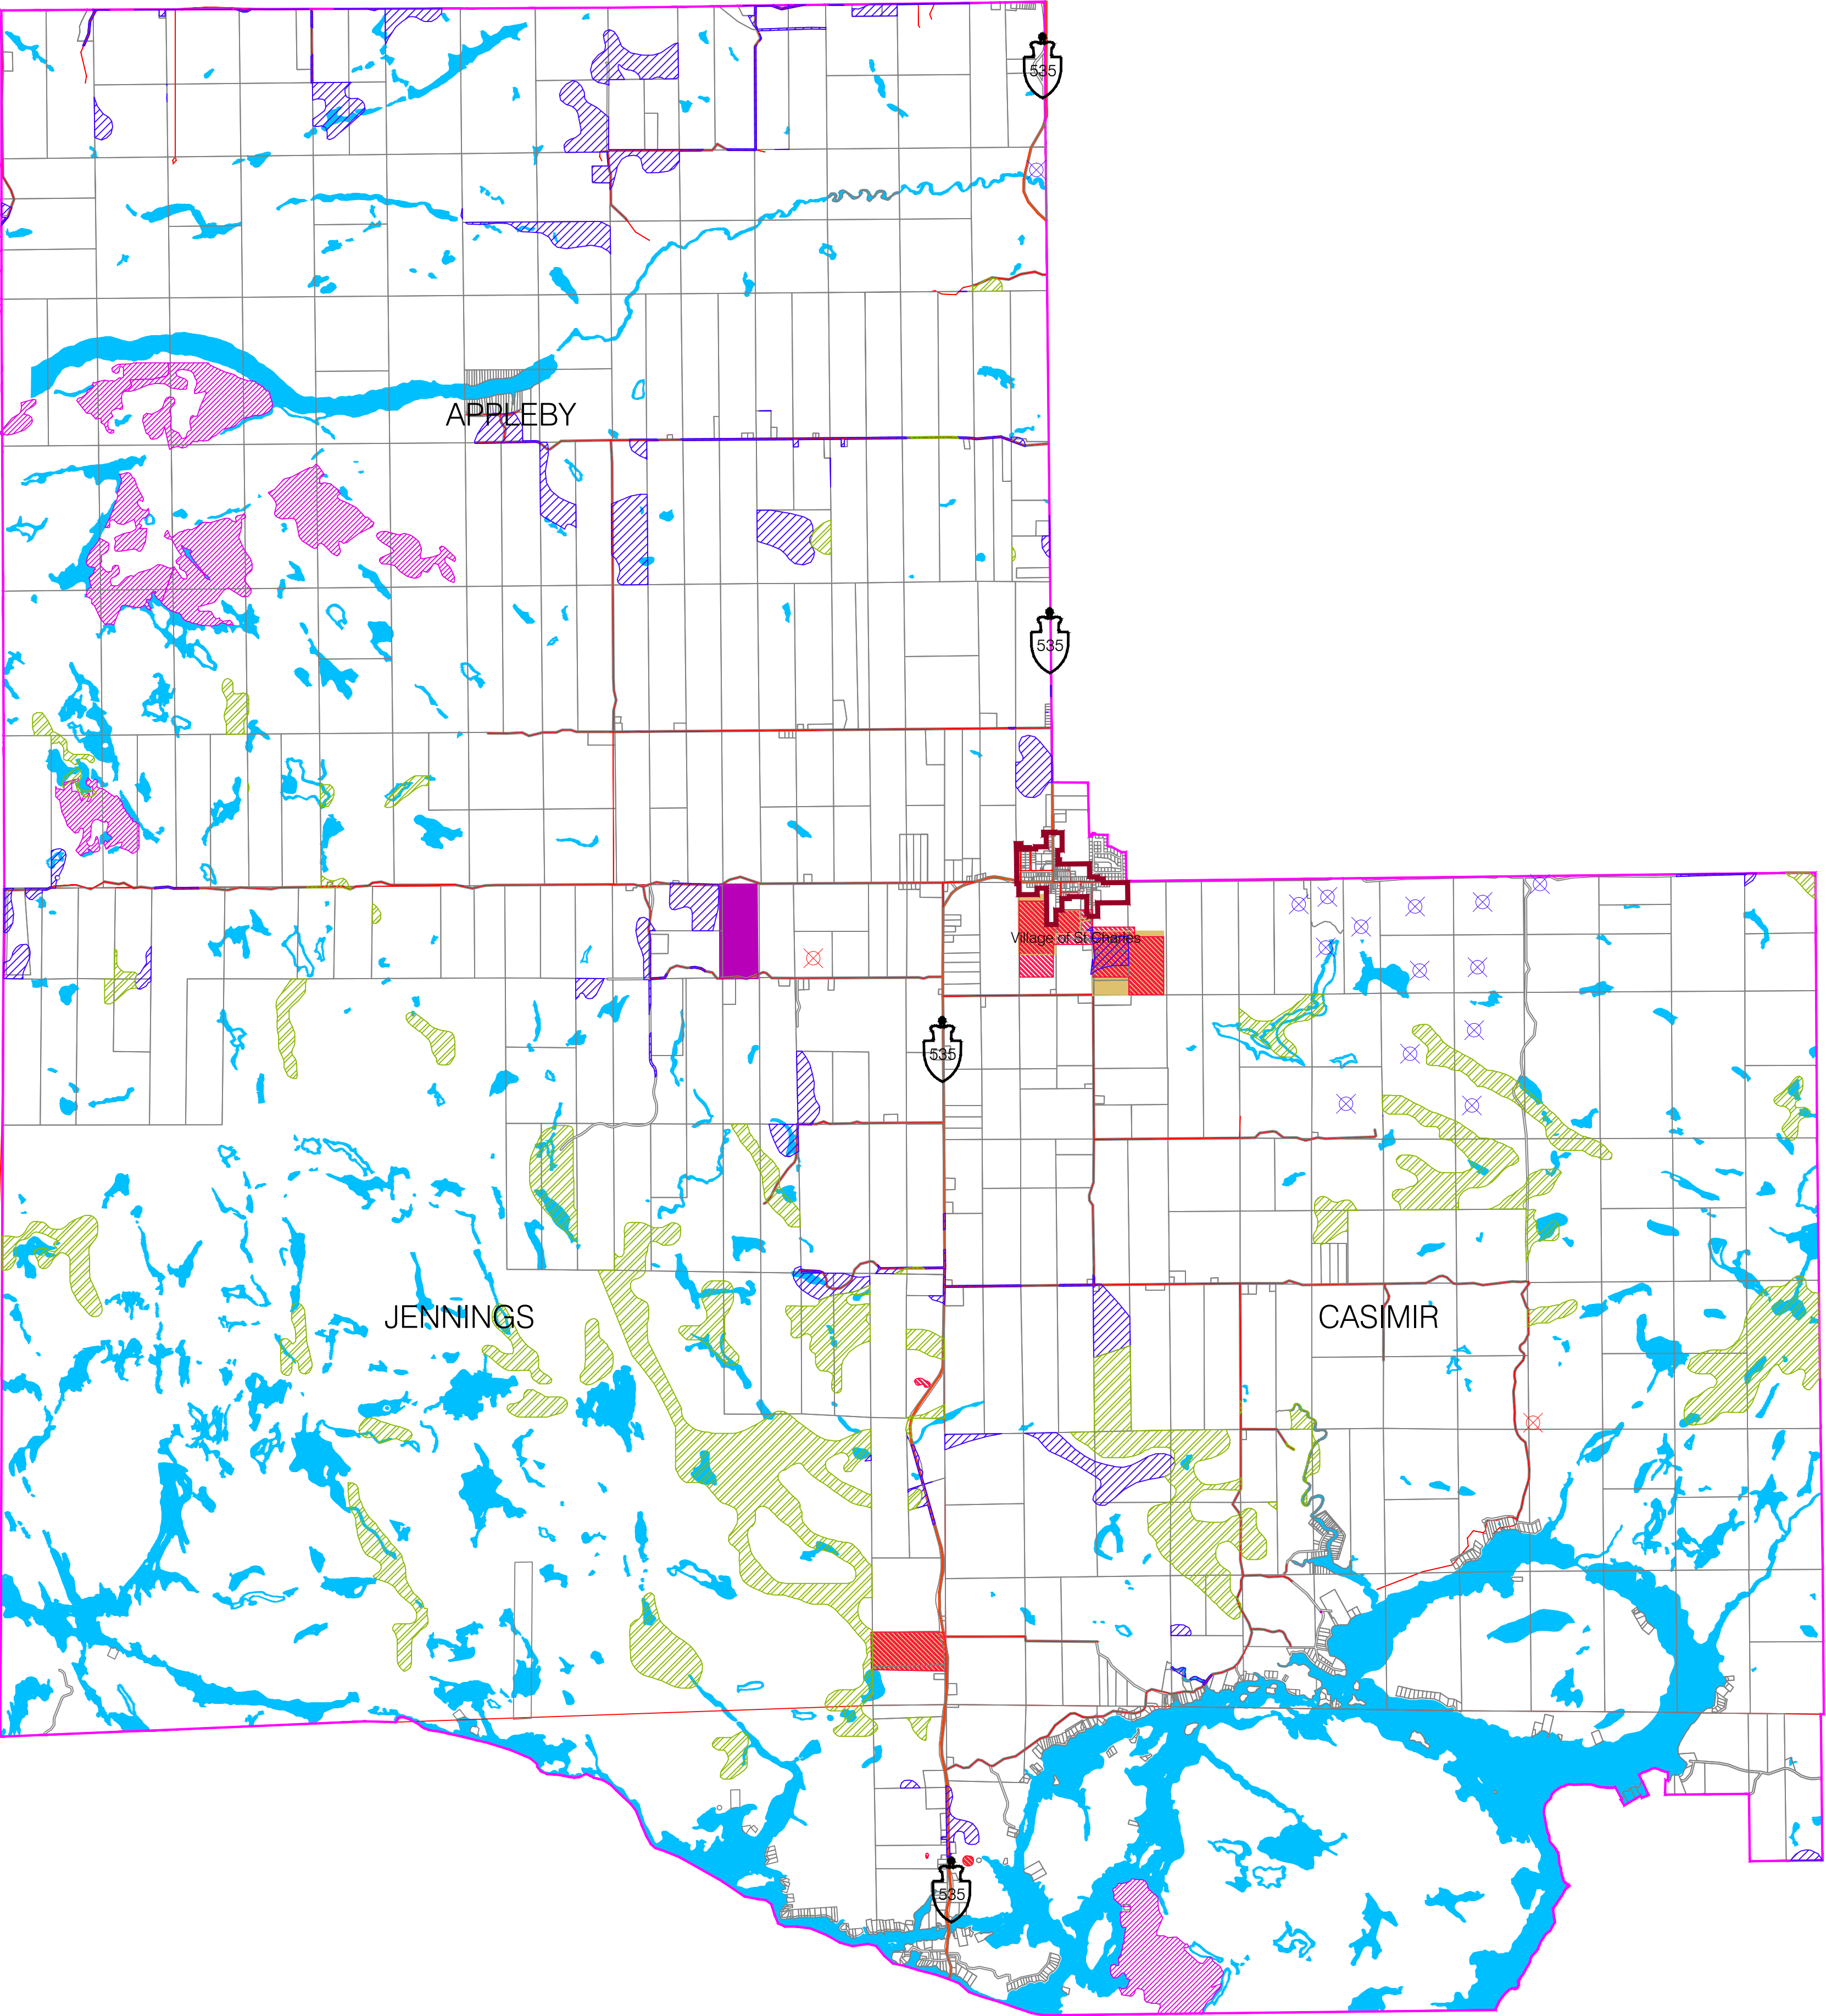 535
APPLEBY
535
Village of St Charles
535
JENNINGS
CASIMIR
535